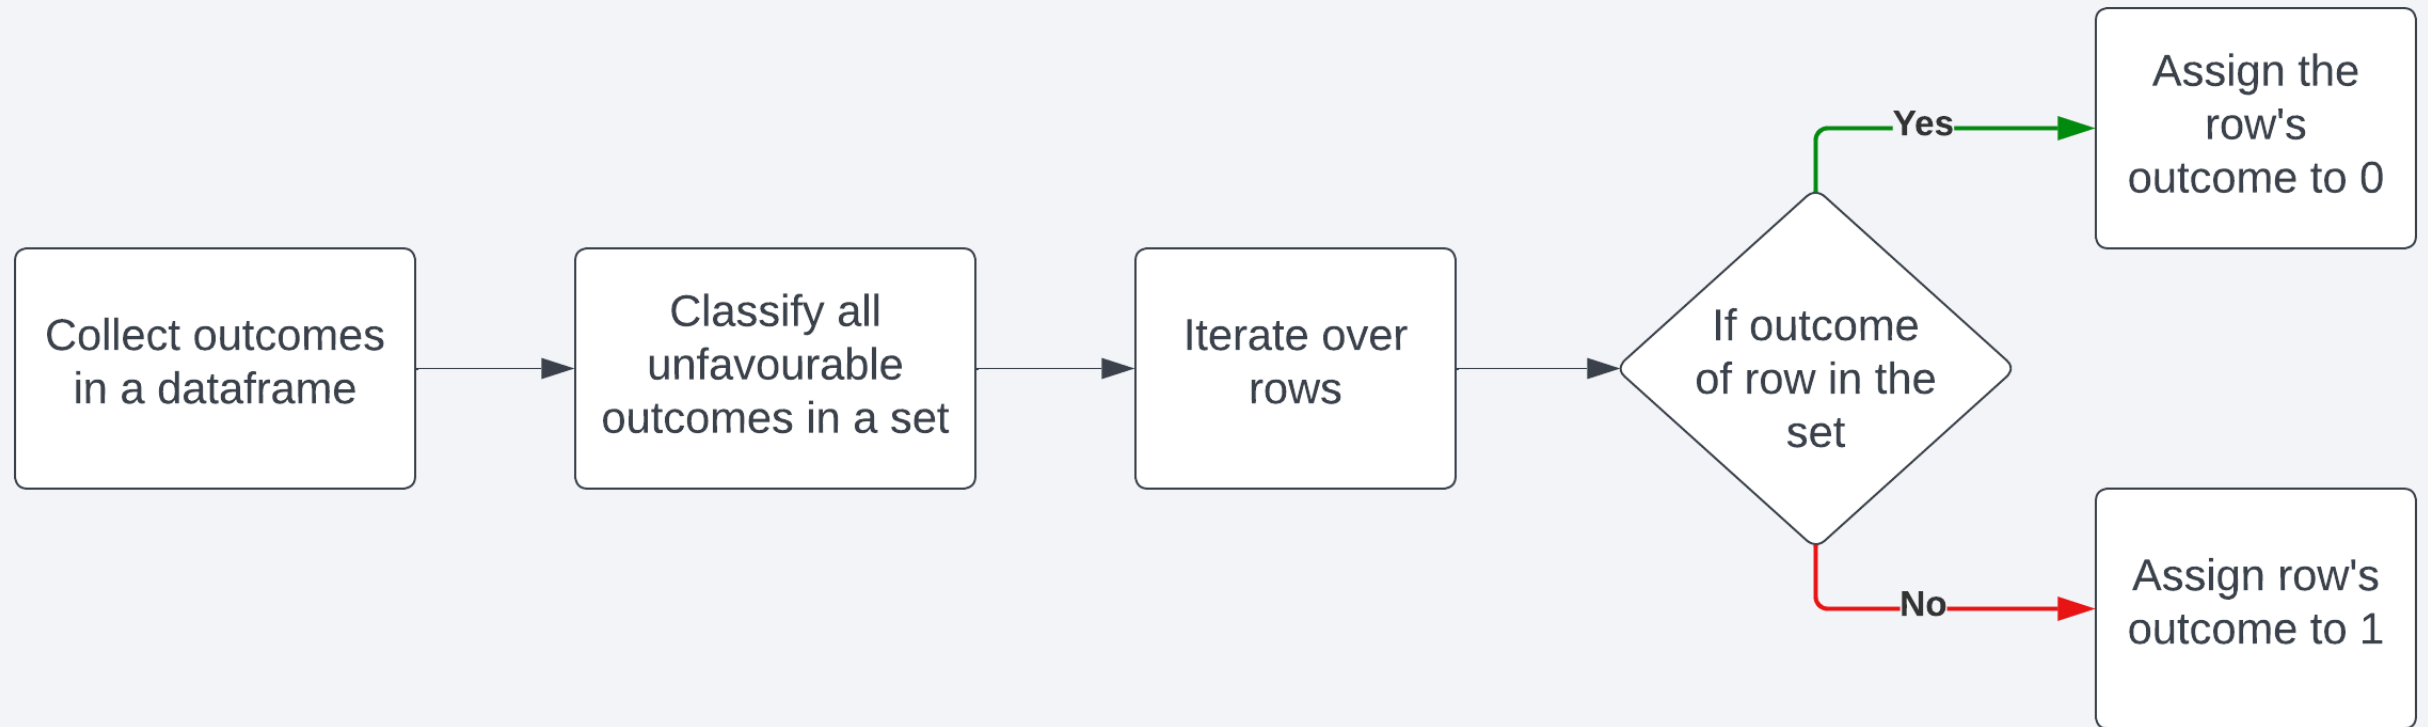 Collect outcomes
in a dataframe
Classify all
unfavourable
outcomes in a set
Iterate over
rows
If outcome
of row in the
set
Yes
Assign the
row's
outcome to 0
No
Assign row's
outcome to 1